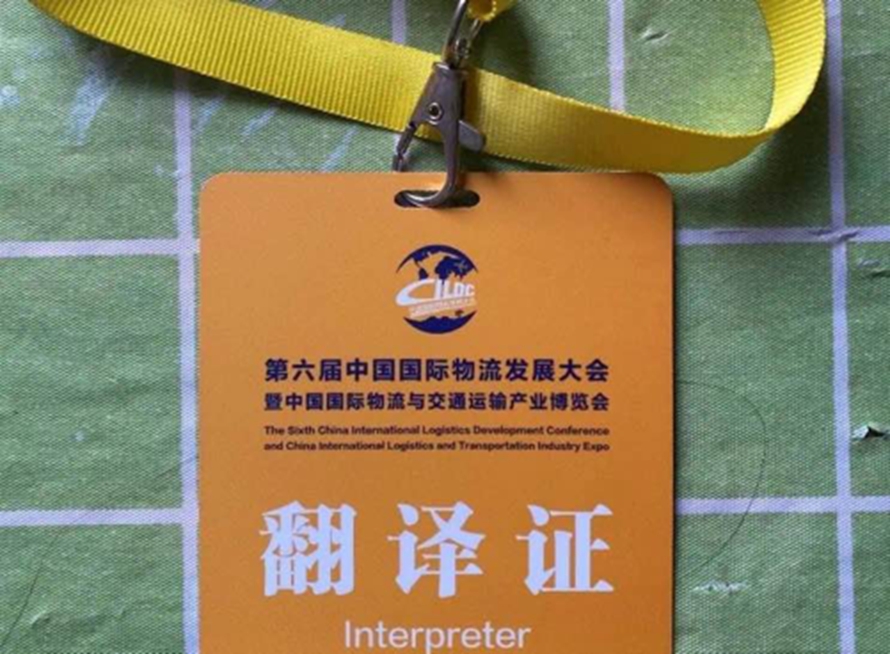 CILDC
第六届中国国际物流发展大会
暨中国国际物流与交通运输产业博览会
The Sixth China International Logistics Development Conference
and China International Logistics and Transportation Industry Expo
翻译证
Interpreter